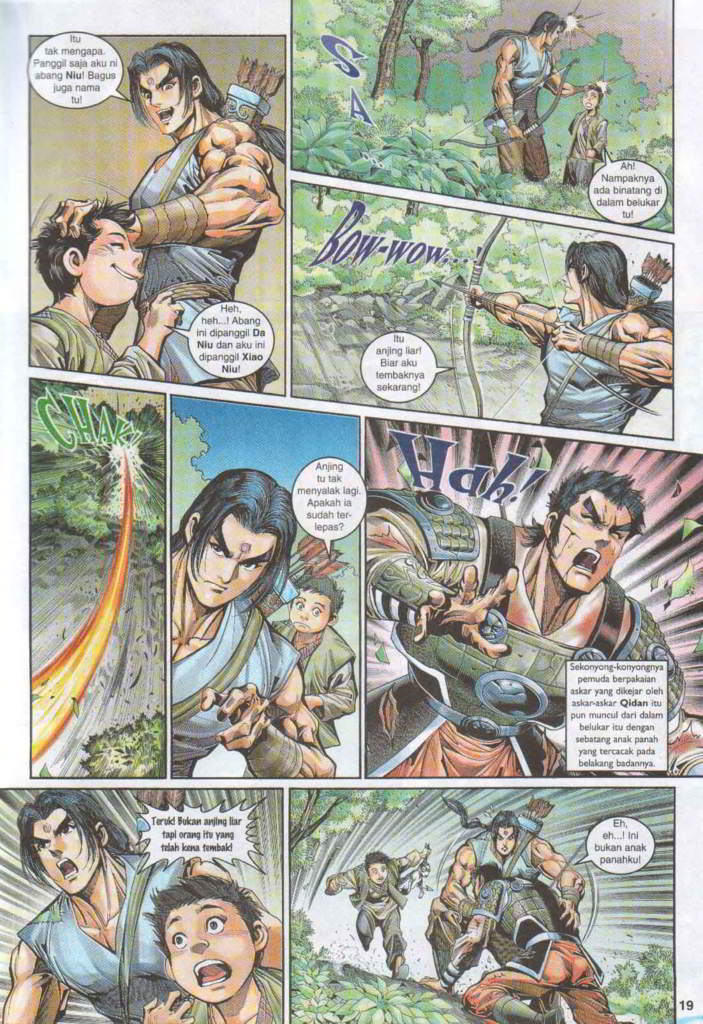 Itu
tak mengapa.
Panggil saja aku ni
abang Niu! Bagus
juga nama
tu!
Heh,
heh...! Abang
ini dipanggil Da
Niu dan aku ini
dipanggil Xiao
Niu!
SA...
Ah!
Nampaknya
ada binatang di
dalam belukar
tu!
Bow-wow...!
Itu
anjing liar!
Biar aku
tembaknya
sekarang!
CHAK!
Anjing
tu tak
menyalak lagi.
Apakah ia
sudah ter-
lepas?
Hah!
Sekonyong-konyongnya
pemuda berpakaian
askar yang dikejar oleh
askar-askar Qidan itu
pun muncul dari dalam
belukar itu dengan
sebatang anak panah
yang tercacak pada
belakang badannya.
Teruk! Bukan anjing liar
tapi orang itu yang
telah kena tembak!
Eh,
eh...! Ini
bukan anak
panahku!
19